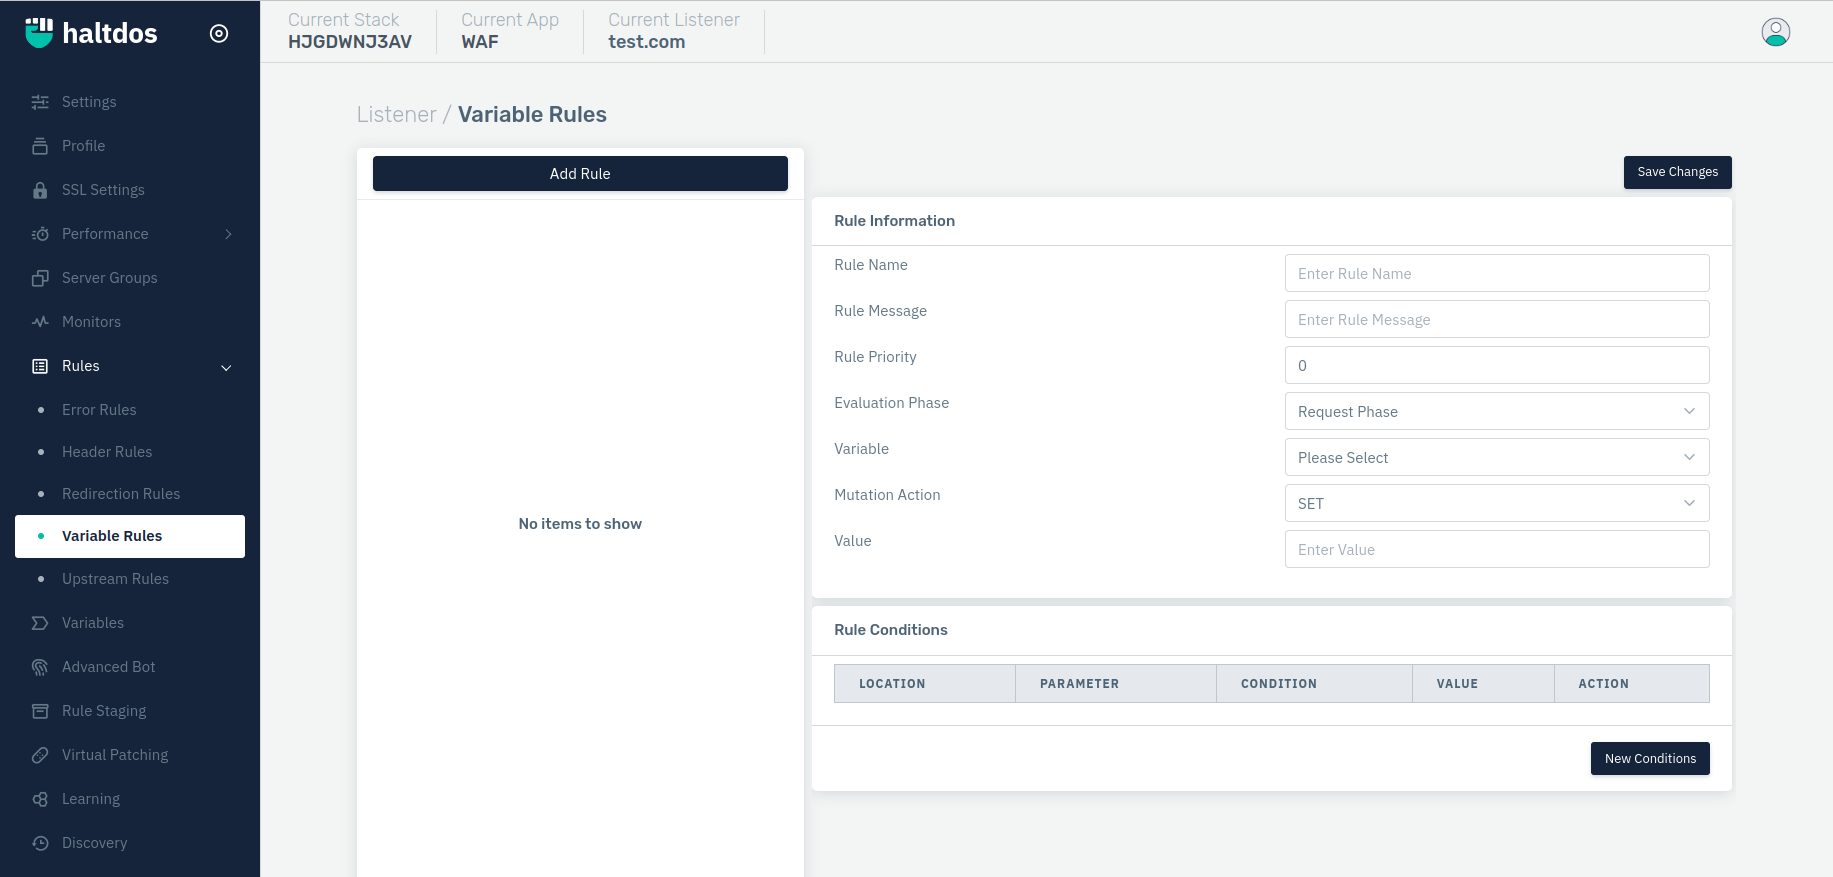 haltdos
Current Stack
HJGDWNJ3AV
Current App
WAF
Current Listener
test.com
Settings
Profile
SSL Settings
Performance
Server Groups
Monitors
Rules
Error Rules
Header Rules
Redirection Rules
Variable Rules
Upstream Rules
Variables
Advanced Bot
Rule Staging
Virtual Patching
Learning
Discovery
Listener / Variable Rules
Add Rule
No items to show
Save Changes
Rule Information
Rule Name
Enter Rule Name
Rule Message
Enter Rule Message
Rule Priority
0
Evaluation Phase
Request Phase
Variable
Please Select
Mutation Action
SET
Value
Enter Value
Rule Conditions
LOCATION PARAMETER CONDITION VALUE ACTION
New Conditions